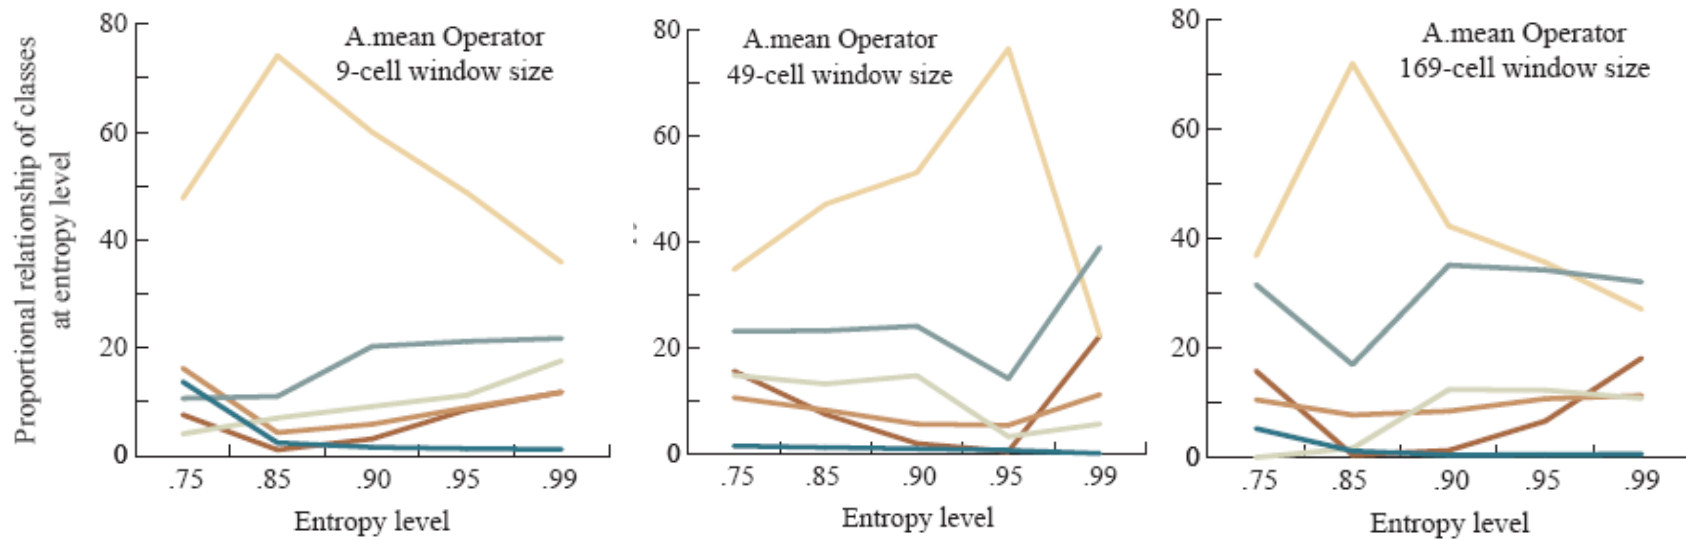 Proportional relationship of classes
at entropy level
A.mean Operator
9-cell window size
80
60
40
20
0
.75 .85 .90 .95 .99
Entropy level
A.mean Operator
49-cell window size
80
60
40
20
0
.75 .85 .90 .95 .99
Entropy level
A.mean Operator
169-cell window size
80
60
40
20
0
.75 .85 .90 .95 .99
Entropy level